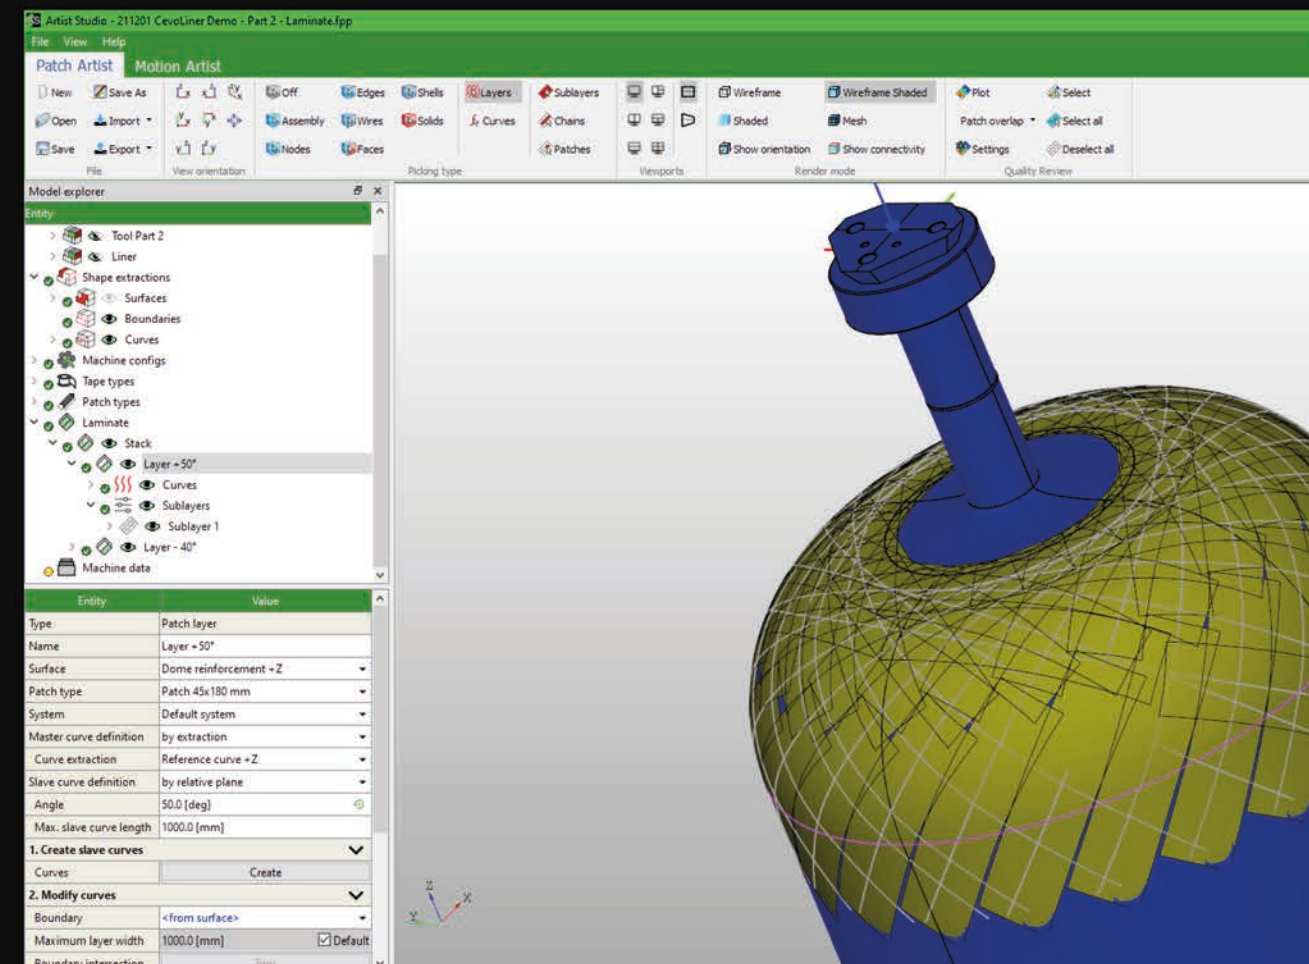 Artist Studio - 211201 CevoLiner Demo - Part 2 - Laminate.fpp
File View Help
Patch Artist Motion Artist
New Save As Off Edges Shells Layers Sublayers Wireframe Wireframe Shaded Plot Select
Open Import Assembly Wires Solids Curves Chains Shaded Mesh Patch overlap Select all
Save Export Nodes Faces Patches Show orientation Show connectivity Settings Deselect all
File View orientation Picking type Viewports Render mode Quality Review
Model explorer
Entity
Tool Part 2
Liner
Shape extractions
Surfaces
Boundaries
Curves
Machine configs
Tape types
Patch types
Laminate
Stack
Layer +50°
Curves
Sublayers
Sublayer 1
Layer - 40°
Machine data
Entity Value
Type Patch layer
Name Layer +50°
Surface Dome reinforcement +Z
Patch type Patch 45x180 mm
System Default system
Master curve definition by extraction
Curve extraction Reference curve +Z
Slave curve definition by relative plane
Angle 50.0 [deg]
Max. slave curve length 1000.0 [mm]
1. Create slave curves
Curves Create
2. Modify curves
Boundary <from surface>
Maximum layer width 1000.0 [mm] Default
Boundary intersection
Z
X
Y